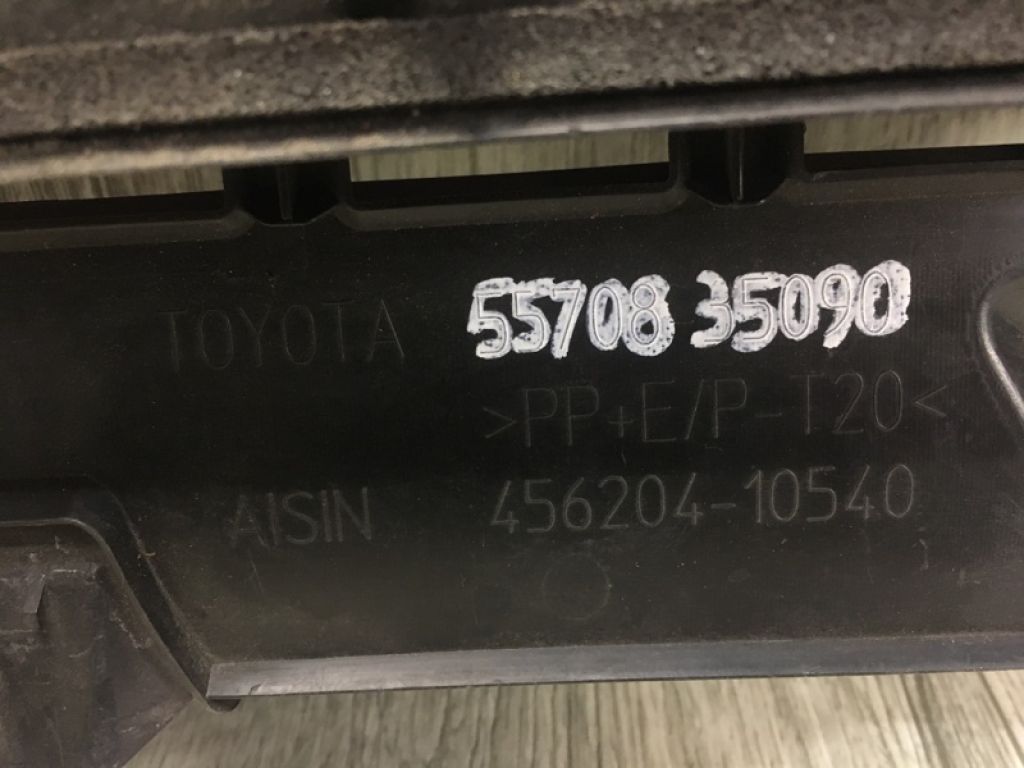 TOYOTA 55708 35090
>PP+E/P-T20<
AISIN 456204-10540